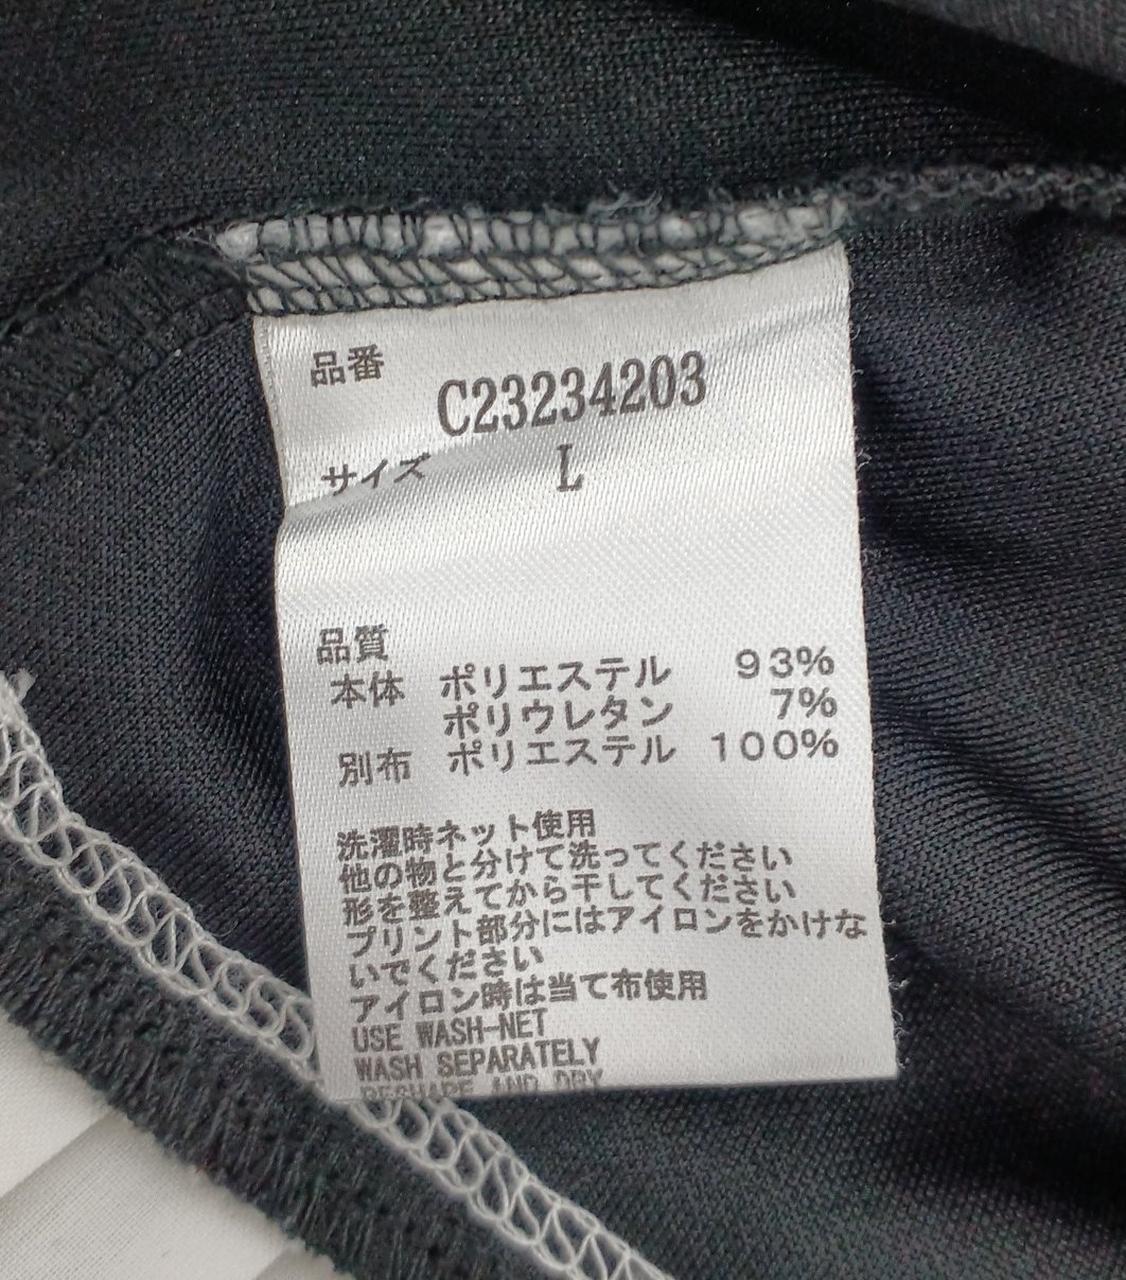 品番
C23234203
サイズ L
品質
本体 ポリエステル 93%
ポリウレタン 7%
別布 ポリエステル 100%
洗濯時ネット使用
他の物と分けて洗ってください
形を整えてから干してください
プリント部分にはアイロンをかけな
いでください
アイロン時は当て布使用
USE WASH-NET
WASH SEPARATELY
RESHAPE AND DRY